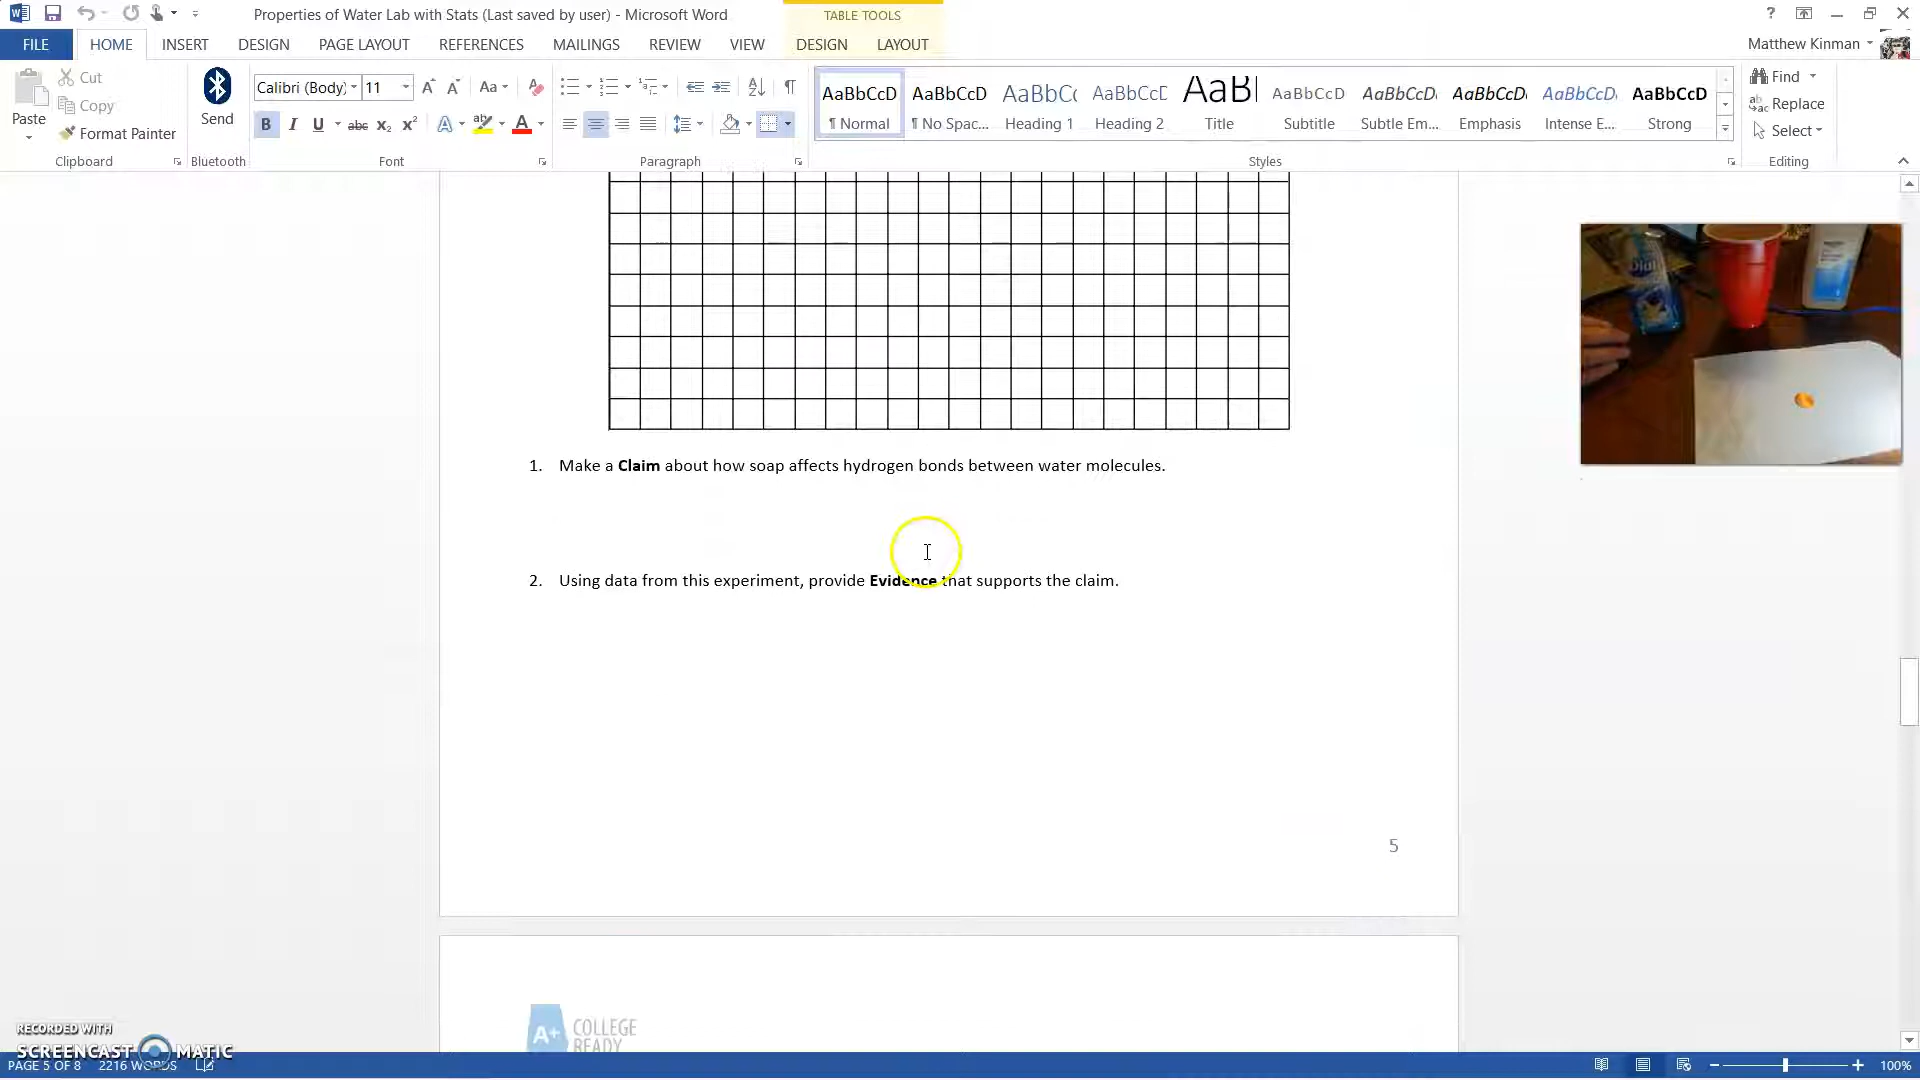 Properties of Water Lab with Stats (Last saved by user) - Microsoft Word
TABLE TOOLS
?
FILE
HOME
INSERT
DESIGN
PAGE LAYOUT
REFERENCES
MAILINGS
REVIEW
VIEW
DESIGN
LAYOUT
Matthew Kinman
Paste
Cut
Copy
Format Painter
Clipboard
Send
Bluetooth
Calibri (Body)
11
Font
Paragraph
AaBbCcD
¶ Normal
AaBbCcD
¶ No Spac...
AaBbCc
Heading 1
AaBbCcD
Heading 2
AaBl
Title
AaBbCcD
Subtitle
AaBbCcD
Subtle Em...
AaBbCcD
Emphasis
AaBbCcD
Intense E...
AaBbCcD
Strong
Styles
Find
Replace
Select
Editing
Dial
1. Make a Claim about how soap affects hydrogen bonds between water molecules.
2. Using data from this experiment, provide Evidence that supports the claim.
5
A+ COLLEGE
READY
RECORDED WITH
SCREENCAST MATIC
PAGE 5 OF 8
2216 WORDS
100%